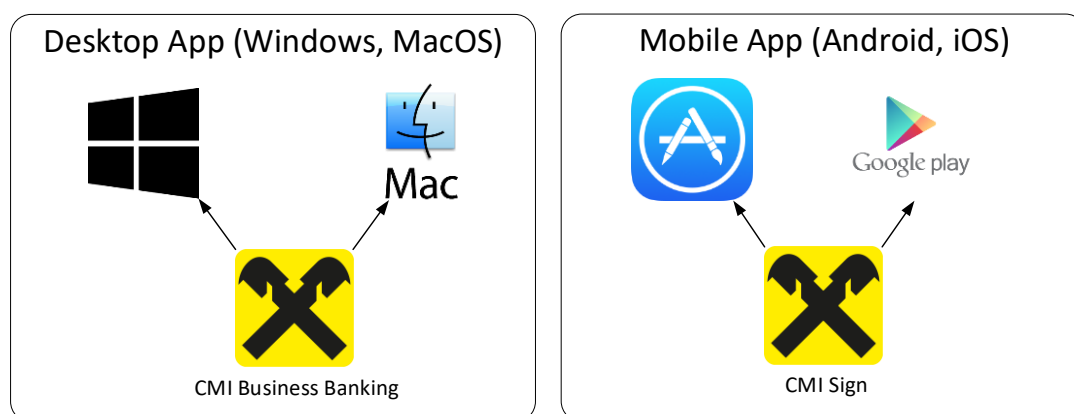 Desktop App (Windows, MacOS)
Mac
CMI Business Banking
Mobile App (Android, iOS)
Google play
CMI Sign